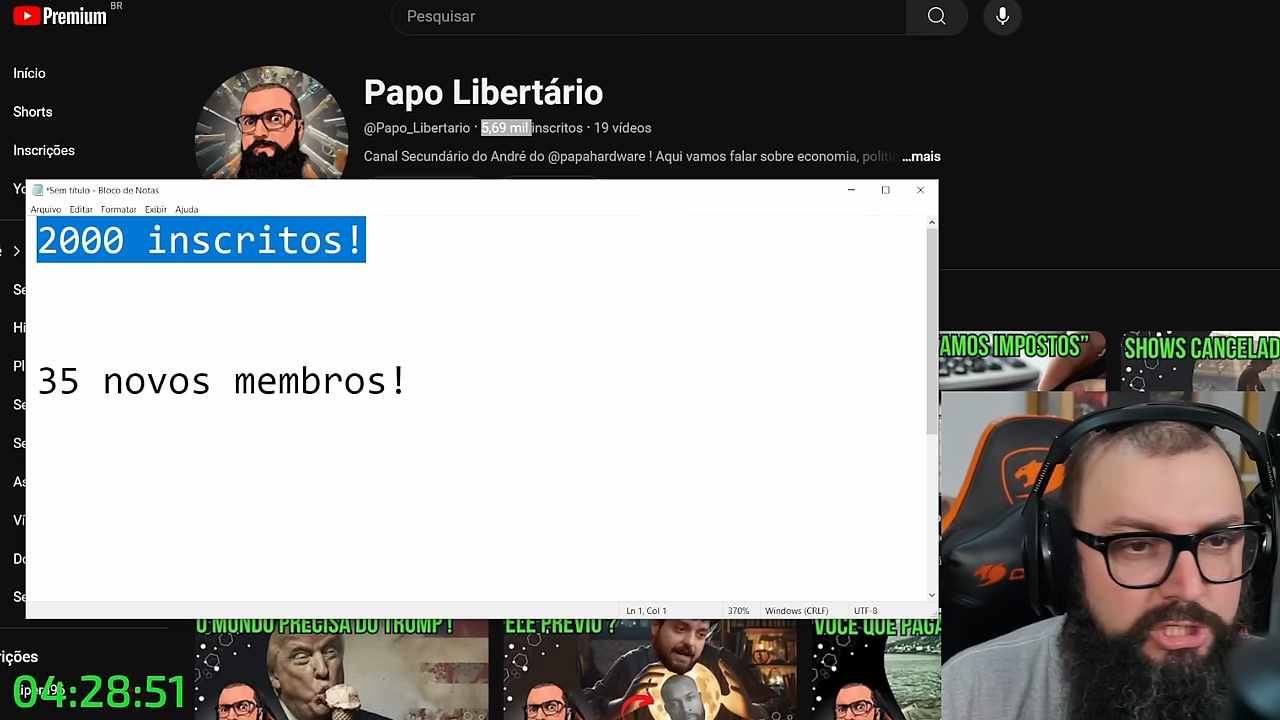 Premium BR
Pesquisar
Início
Shorts
Inscrições
Papo Libertário
@Papo_Libertario · 5,69 mil inscritos · 19 vídeos
Canal Secundário do André do @papahardware ! Aqui vamos falar sobre economia, políti ...mais
*Sem título - Bloco de Notas
Arquivo Editar Formatar Exibir Ajuda
2000 inscritos!
35 novos membros!
Ln 1, Col 1 370% Windows (CRLF) UTF-8
AMOS IMPOSTOS”
SHOWS CANCELAD
O MUNDO PRECISA DO TRUMP !
ELE PREVIO ?
VOCÊ QUE PAGA
rições
04:28:51